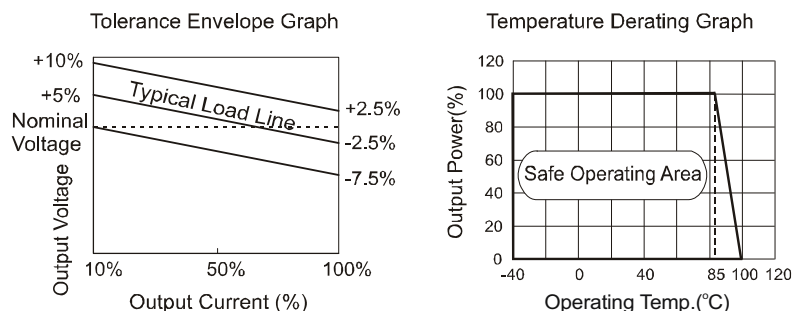 Tolerance Envelope Graph
+10%
+5%
Nominal
Voltage
Output Voltage
Typical Load Line
+2.5%
-2.5%
-7.5%
10%
50%
100%
Output Current (%)
Temperature Derating Graph
Output Power(%)
120
100
80
60
40
20
0
Safe Operating Area
-40
0
40
85
100
120
Operating Temp.(°C)